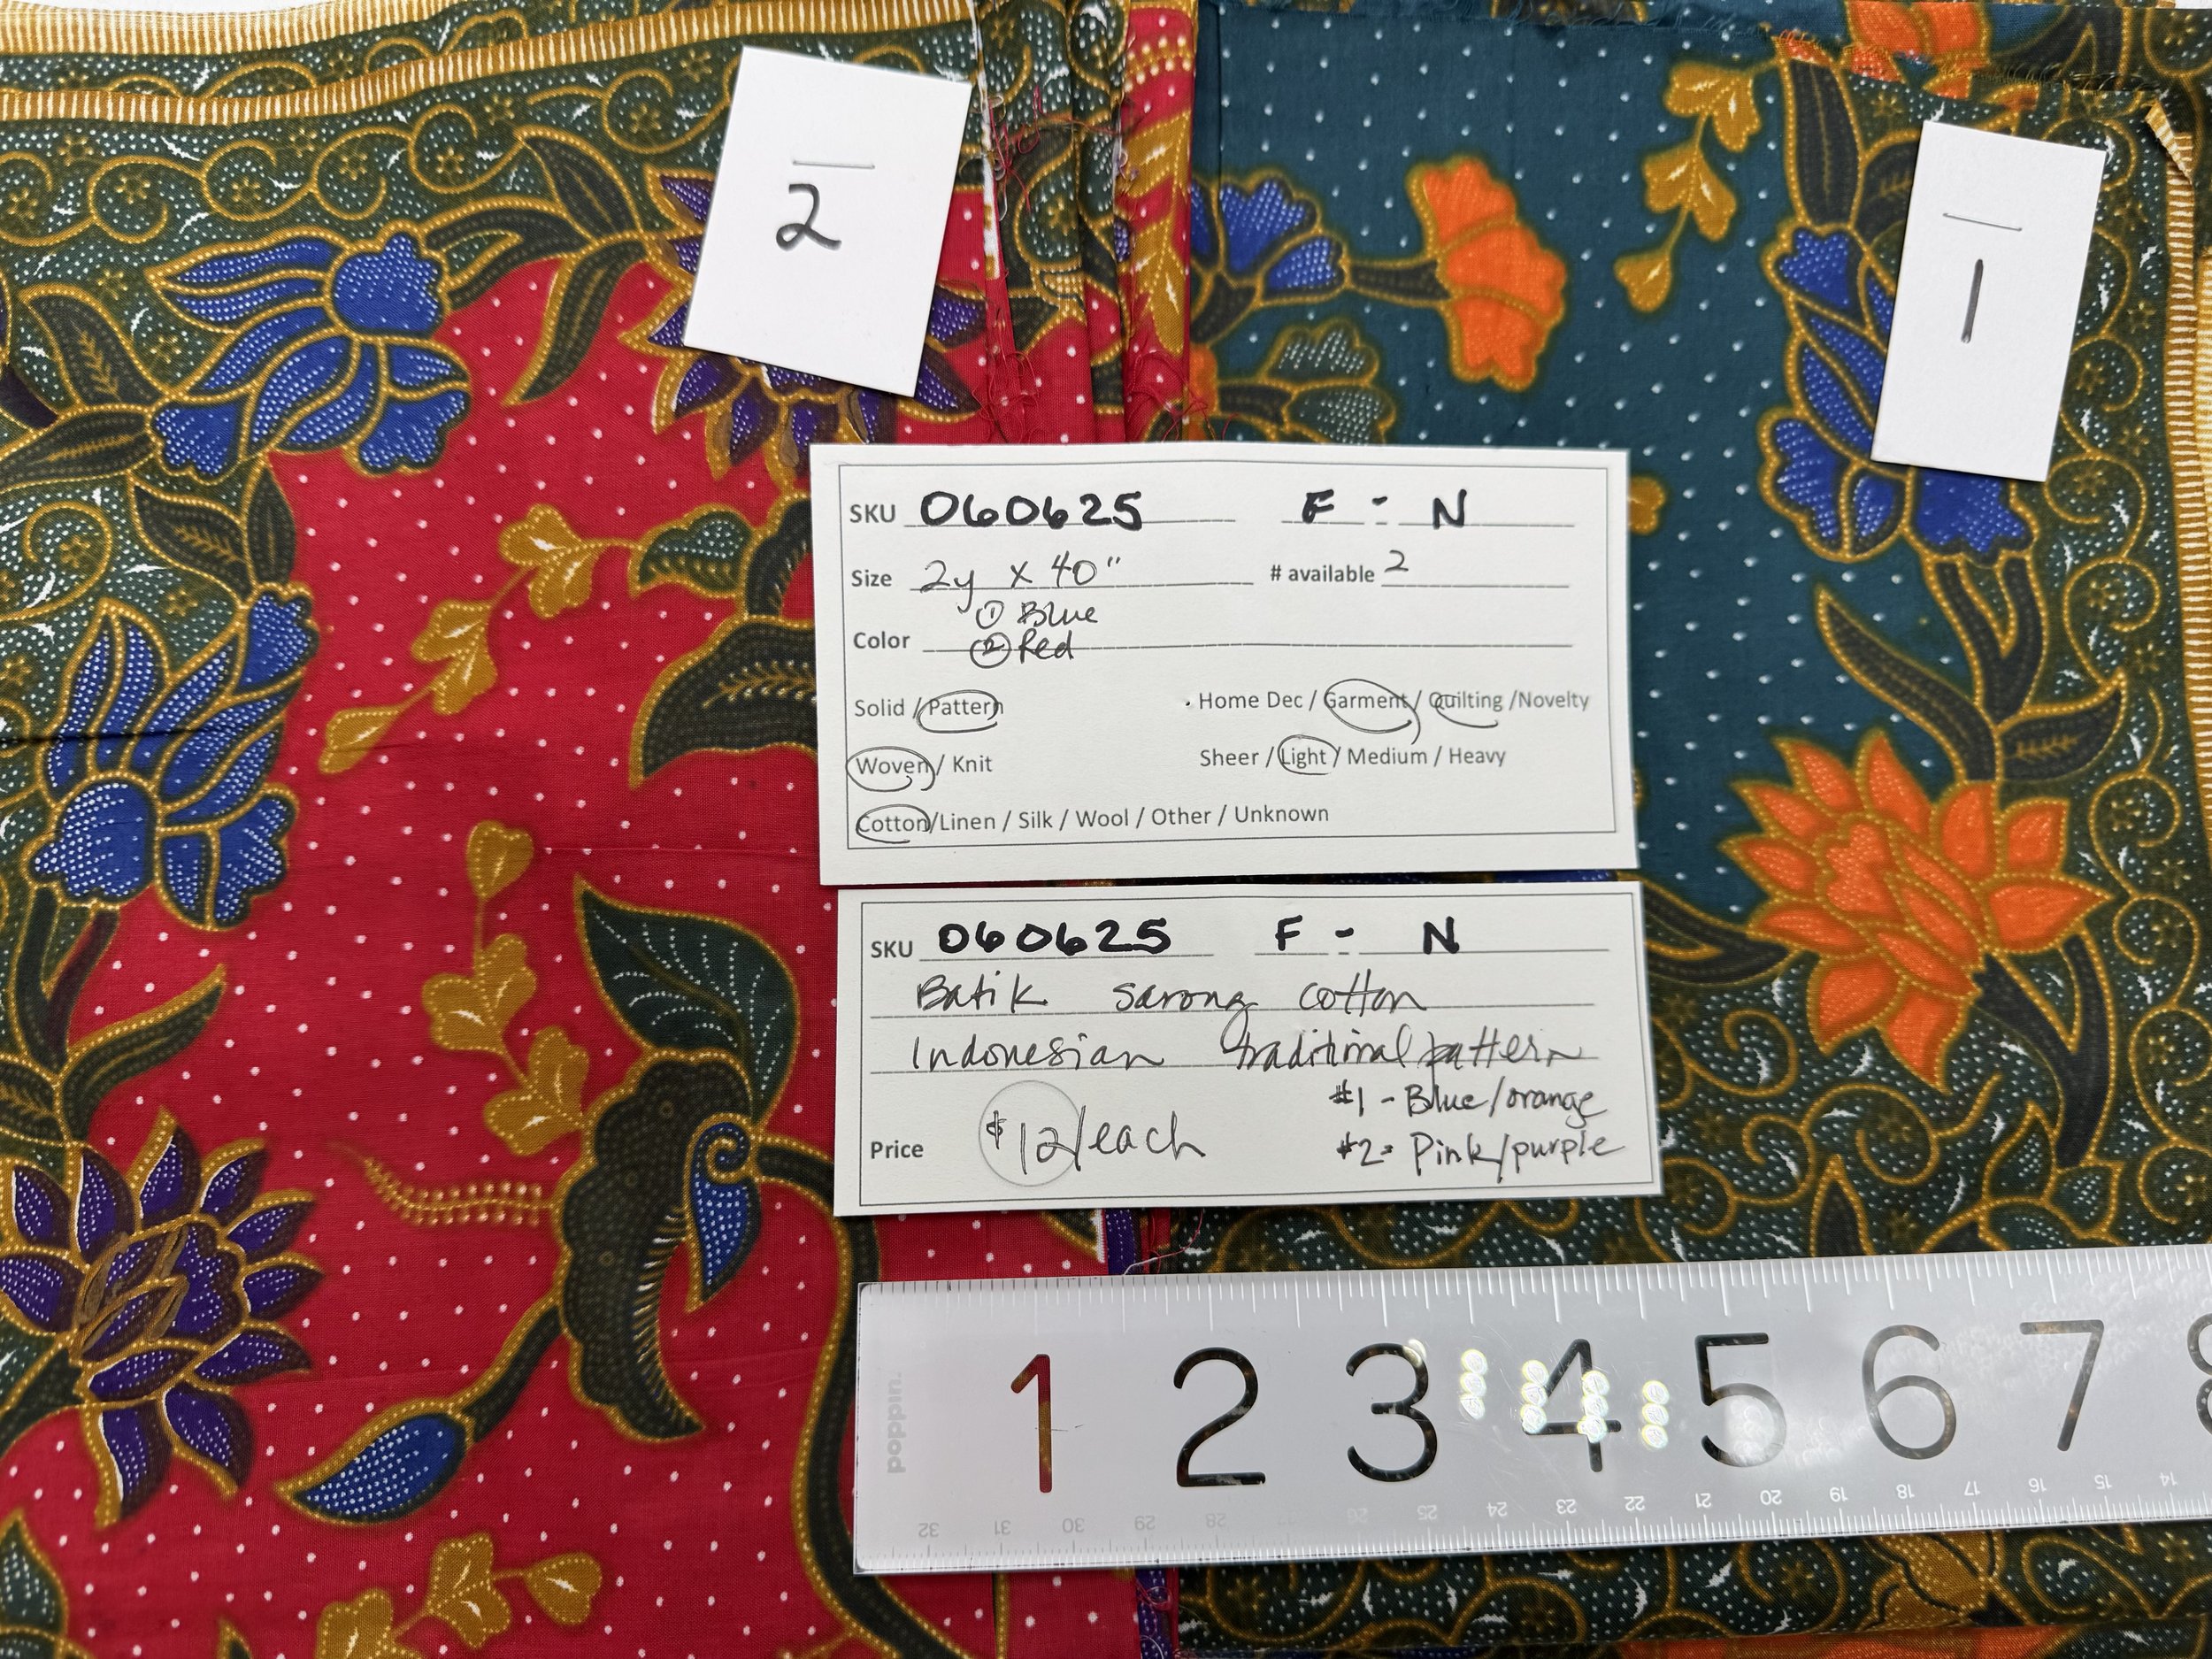 2
1
SKU 060625 F - N
Size 2y x 40" # available 2
① Blue
Color ② Red
Solid / Pattern · Home Dec / Garment / Quilting /Novelty
Woven / Knit Sheer / Light / Medium / Heavy
Cotton/Linen / Silk / Wool / Other / Unknown
SKU 060625 F - N
Batik sarong cotton
Indonesian traditional pattern
#1 - Blue/orange
Price $12/each #2= Pink/purple
poppin.
1 2 3 4 5 6 7 8
32 31 30 29 28 27 26 25 24 23 22 21 20 19 18 17 16 15 14